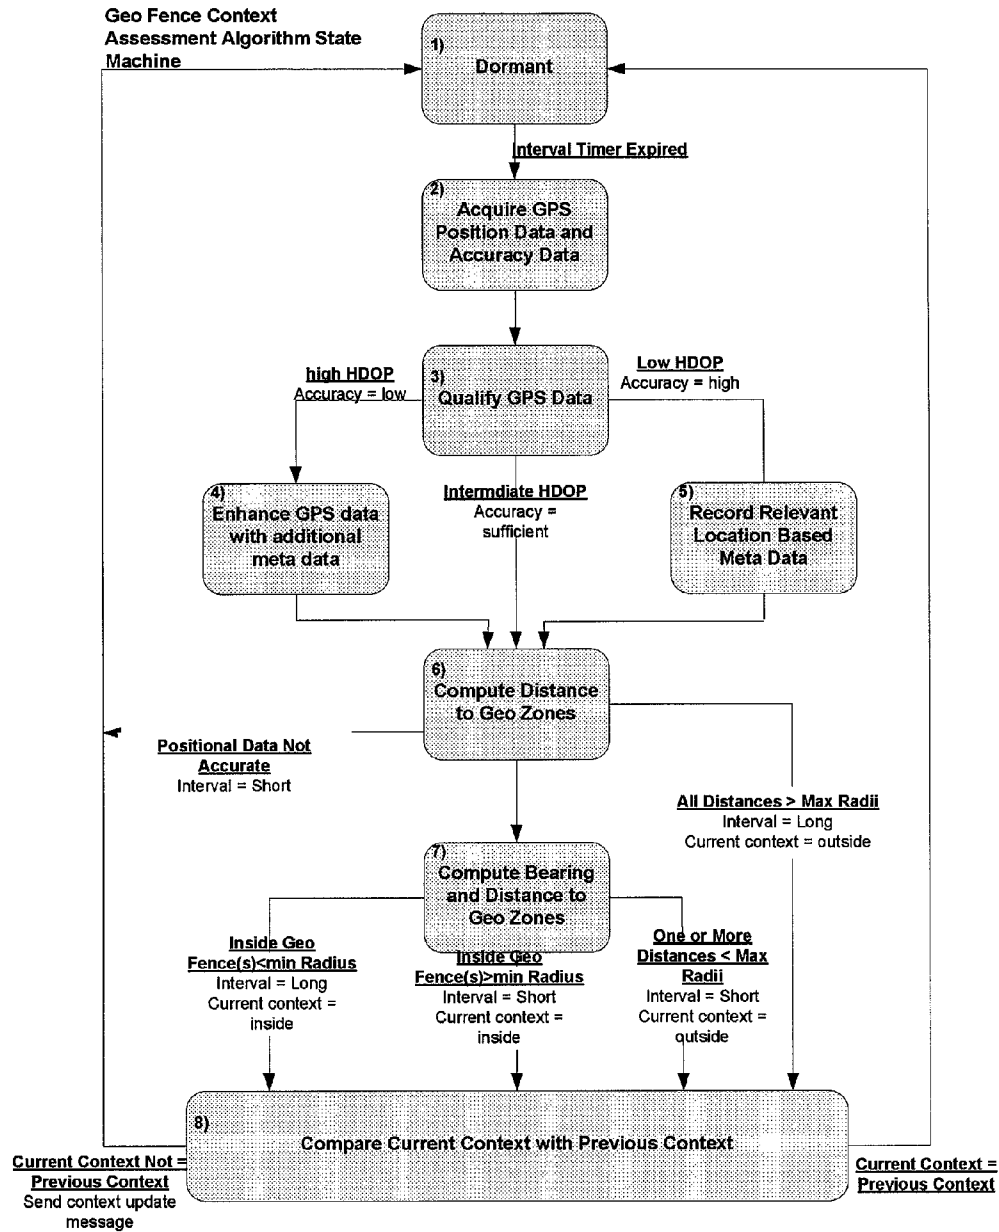 Geo Fence Context
Assessment Algorithm State
Machine
1)
Dormant
Interval Timer Expired
2)
Acquire GPS
Position Data and
Accuracy Data
high HDOP
Accuracy = low
3)
Qualify GPS Data
Low HDOP
Accuracy = high
4)
Enhance GPS data
with additional
meta data
Intermdiate HDOP
Accuracy =
sufficient
5)
Record Relevant
Location Based
Meta Data
6)
Compute Distance
to Geo Zones
Positional Data Not
Accurate
Interval = Short
All Distances > Max Radii
Interval = Long
Current context = outside
7)
Compute Bearing
and Distance to
Geo Zones
Inside Geo
Fence(s)<min Radius
Interval = Long
Current context =
inside
Inside Geo
Fence(s)>min Radius
Interval = Short
Current context =
inside
One or More
Distances < Max
Radii
Interval = Short
Current context =
outside
8)
Compare Current Context with Previous Context
Current Context Not =
Previous Context
Send context update
message
Current Context =
Previous Context